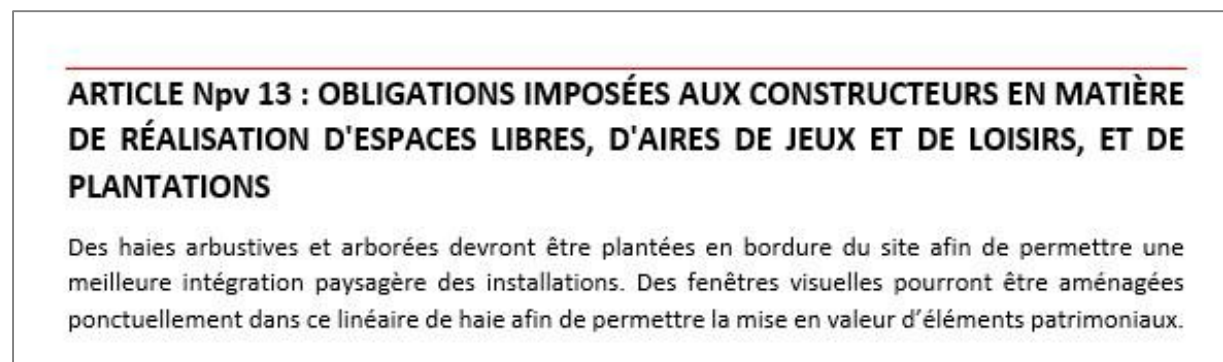 ARTICLE Npv 13 : OBLIGATIONS IMPOSÉES AUX CONSTRUCTEURS EN MATIÈRE
DE RÉALISATION D'ESPACES LIBRES, D'AIRES DE JEUX ET DE LOISIRS, ET DE
PLANTATIONS
Des haies arbustives et arborées devront être plantées en bordure du site afin de permettre une
meilleure intégration paysagère des installations. Des fenêtres visuelles pourront être aménagées
ponctuellement dans ce linéaire de haie afin de permettre la mise en valeur d’éléments patrimoniaux.